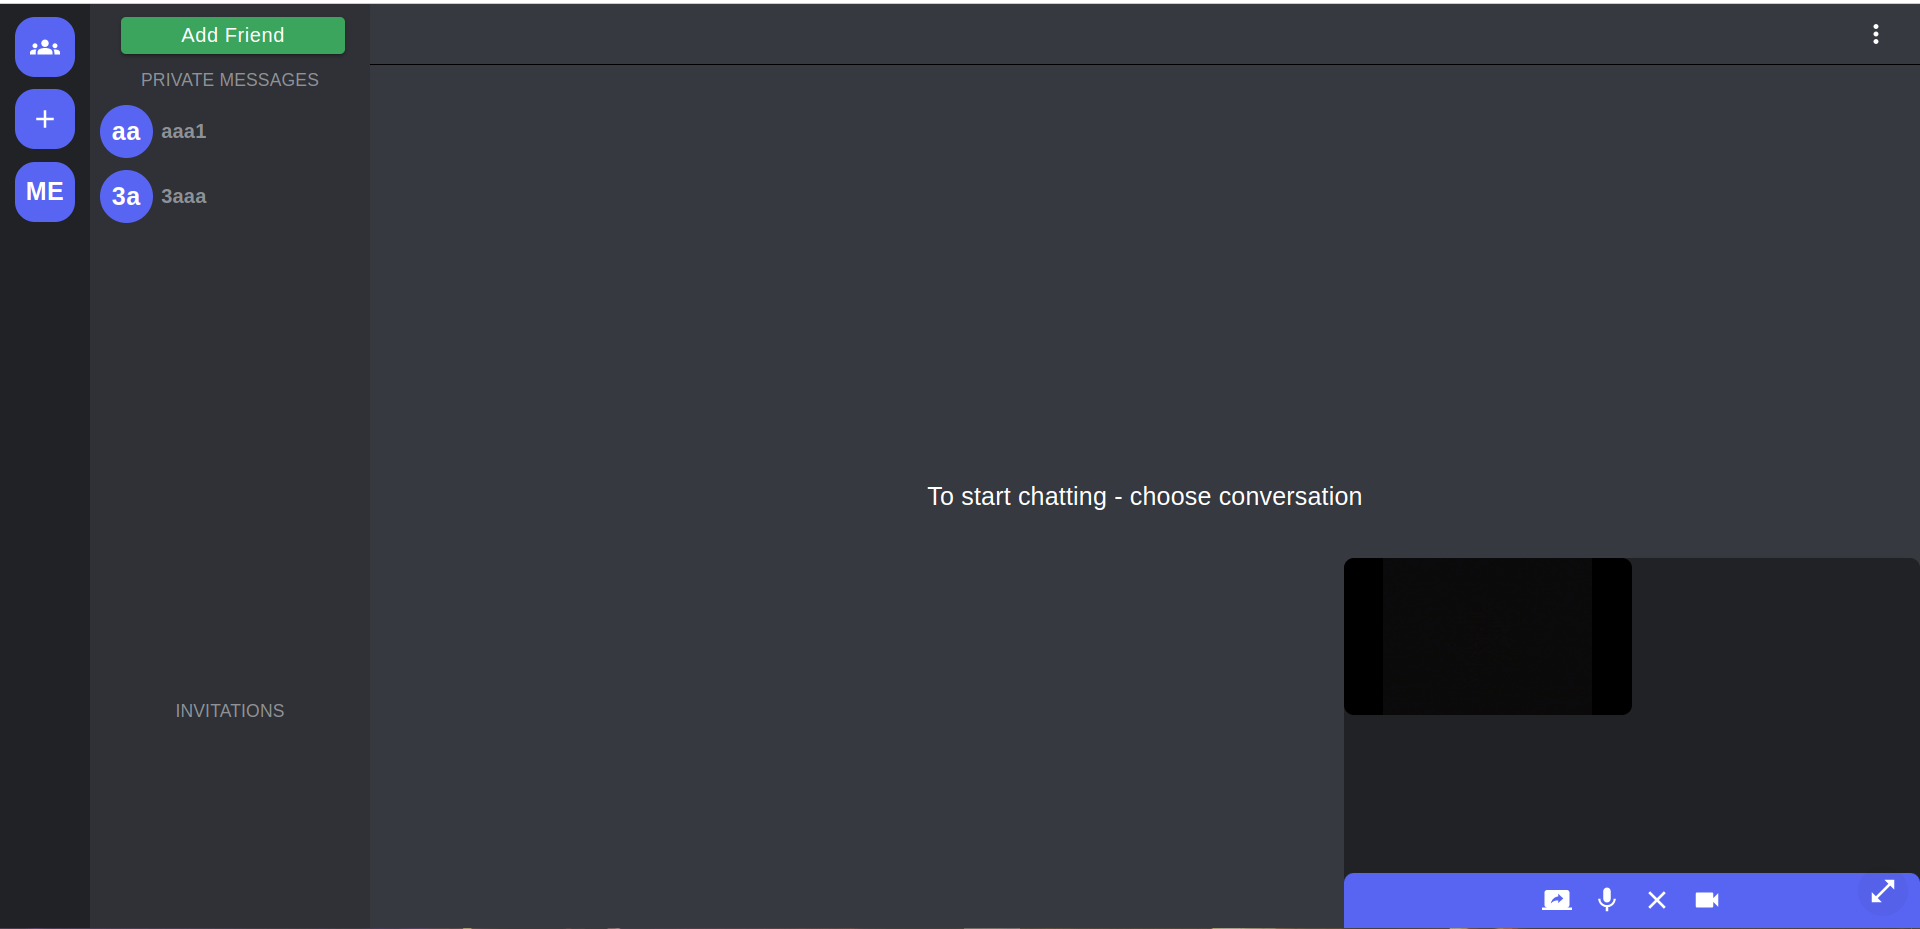 Add Friend
PRIVATE MESSAGES
aa aaa1
ME
3a 3aaa
To start chatting - choose conversation
INVITATIONS